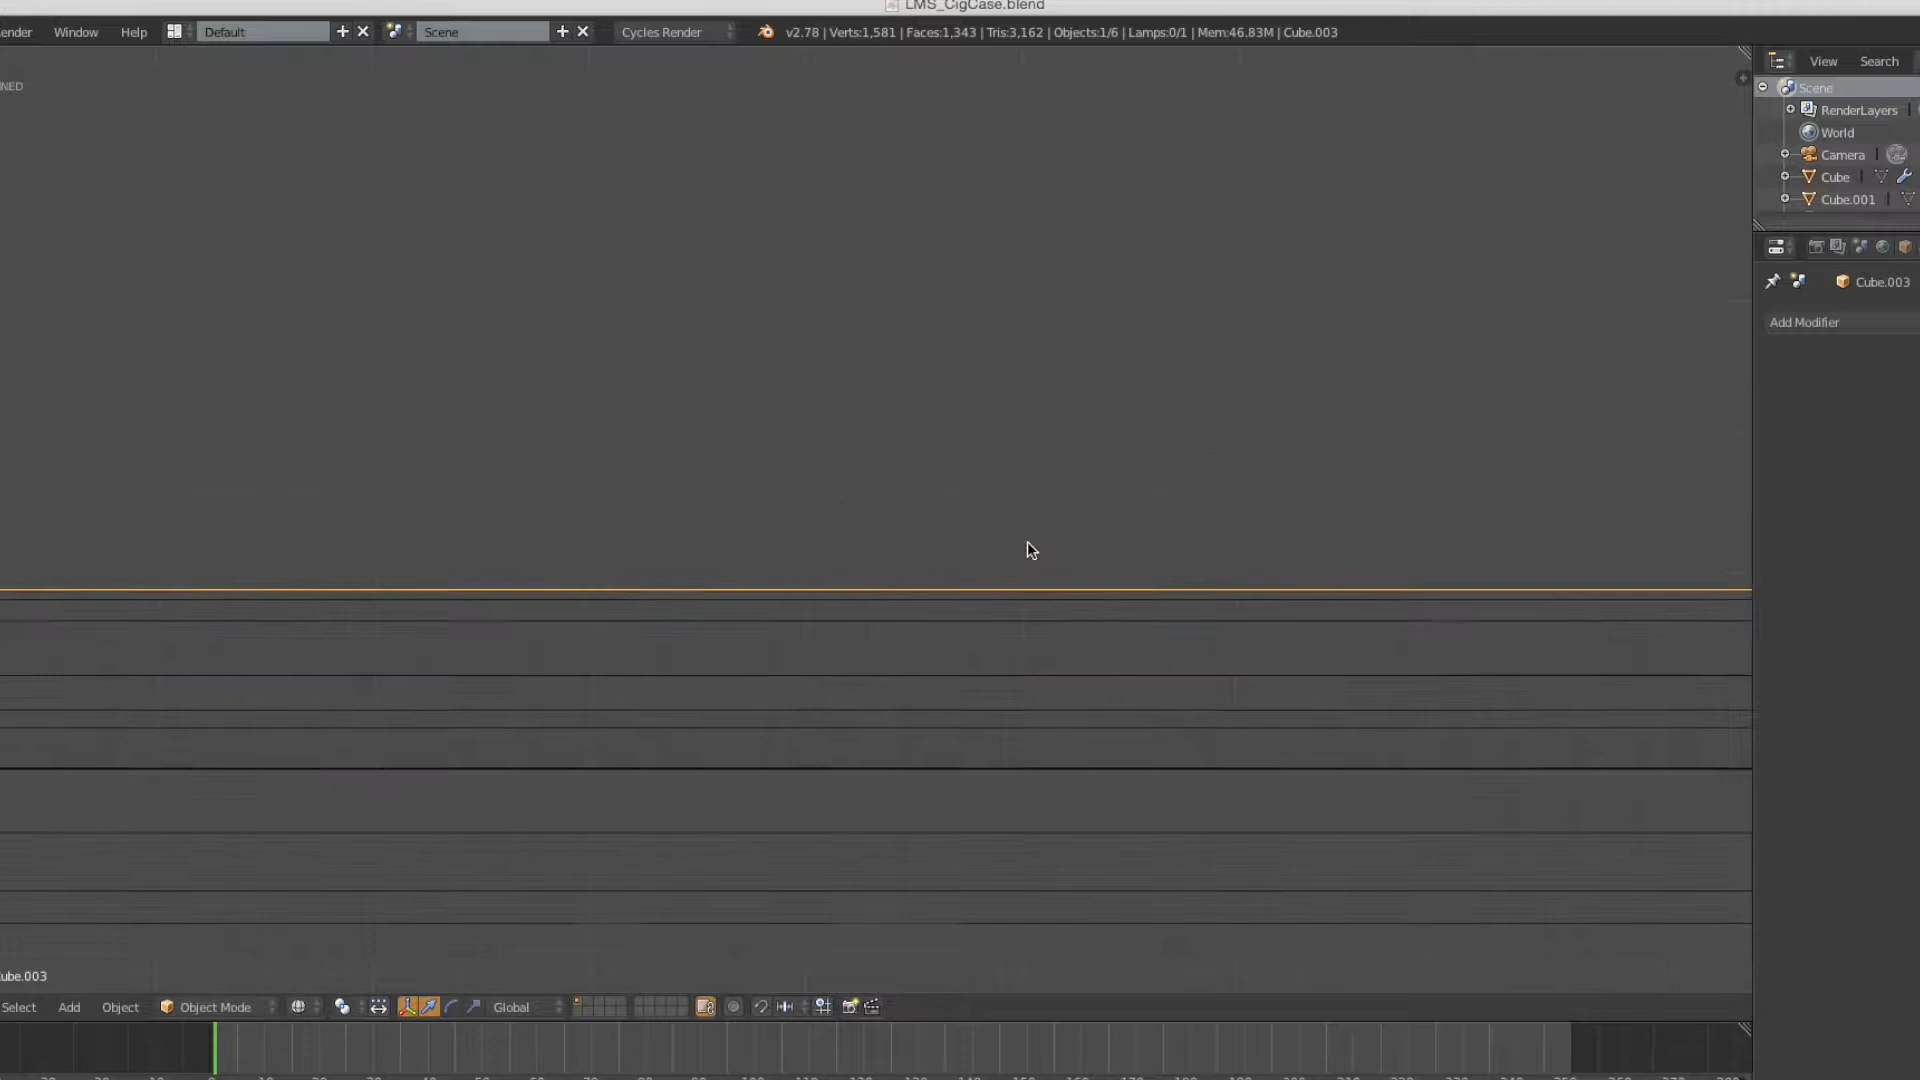 LMS_CigCase.blend
ender Window Help Default Scene Cycles Render v2.78 | Verts:1,581 | Faces:1,343 | Tris:3,162 | Objects:1/6 | Lamps:0/1 | Mem:46.83M | Cube.003
View Search
NED
Scene
RenderLayers
World
Camera
Cube
Cube.001
Cube.003
Add Modifier
ube.003
Select Add Object Object Mode Global